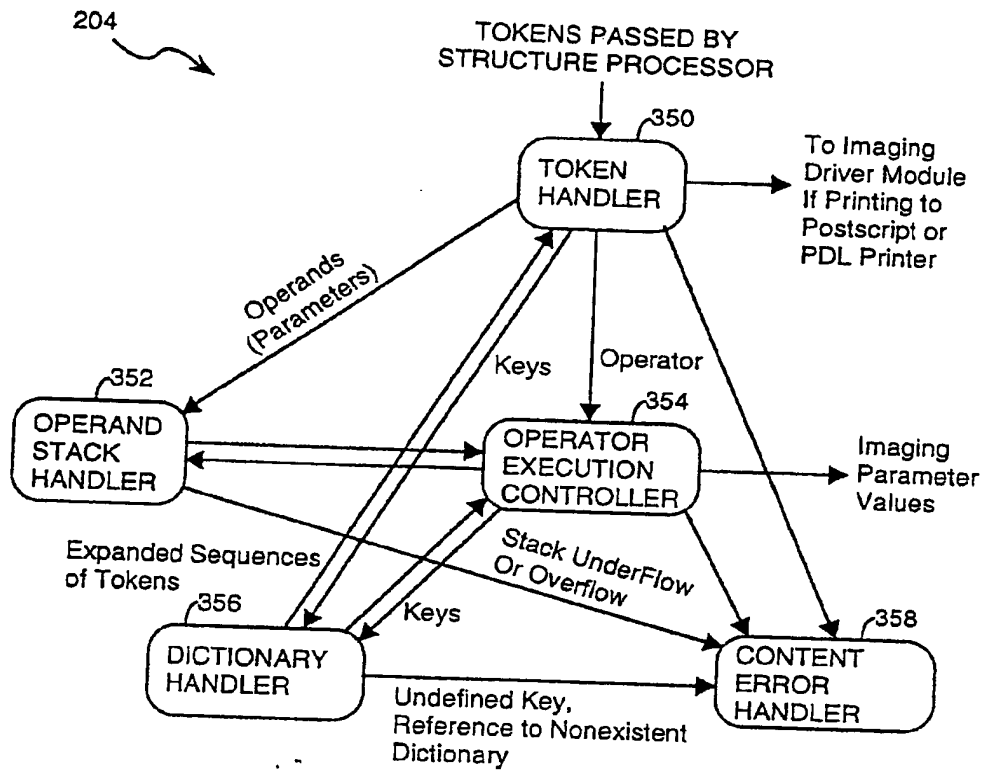 204
TOKENS PASSED BY
STRUCTURE PROCESSOR
350
TOKEN
HANDLER
To Imaging
Driver Module
If Printing to
Postscript or
PDL Printer
Operands
(Parameters)
Keys
Operator
352
OPERAND
STACK
HANDLER
354
OPERATOR
EXECUTION
CONTROLLER
Imaging
Parameter
Values
Expanded Sequences
of Tokens
Stack UnderFlow
Or Overflow
356
Keys
DICTIONARY
HANDLER
358
CONTENT
ERROR
HANDLER
Undefined Key,
Reference to Nonexistent
Dictionary